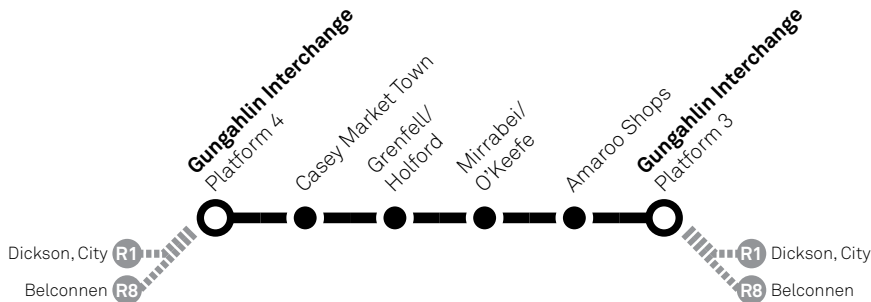 Gungahlin Interchange
Platform 4
Casey Market Town
Grenfell/
Holford
Mirrabei/
O'Keefe
Amaroo Shops
Gungahlin Interchange
Platform 3
Dickson, City R1
Belconnen R8
R1 Dickson, City
R8 Belconnen